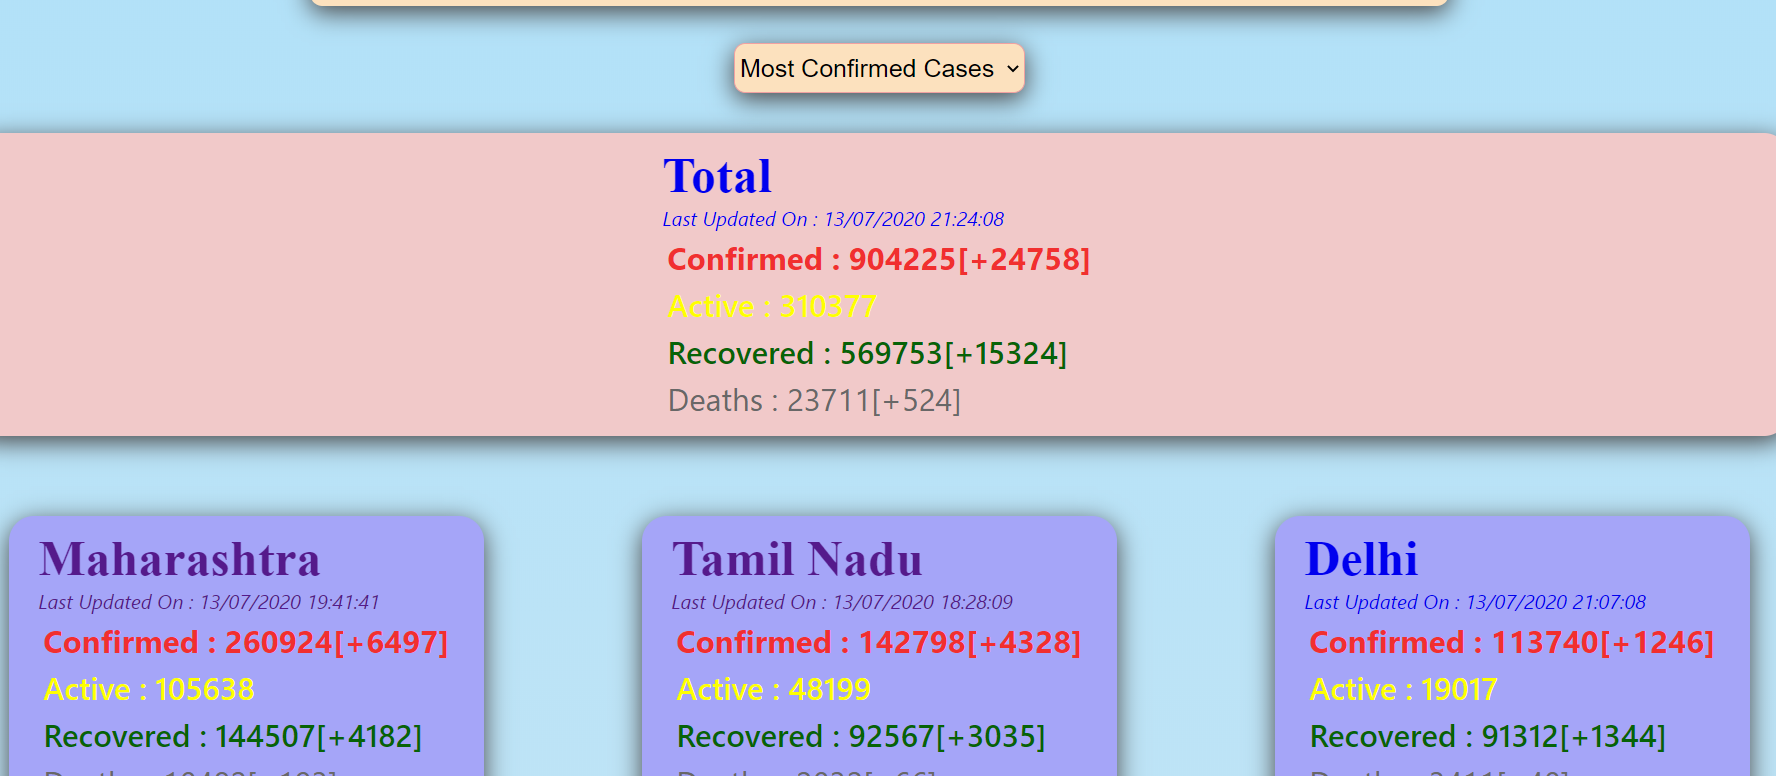 Most Confirmed Cases
Total
Last Updated On : 13/07/2020 21:24:08
Confirmed : 904225[+24758]
Active : 310377
Recovered : 569753[+15324]
Deaths : 23711[+524]
Maharashtra
Last Updated On : 13/07/2020 19:41:41
Confirmed : 260924[+6497]
Active : 105638
Recovered : 144507[+4182]
Tamil Nadu
Last Updated On : 13/07/2020 18:28:09
Confirmed : 142798[+4328]
Active : 48199
Recovered : 92567[+3035]
Delhi
Last Updated On : 13/07/2020 21:07:08
Confirmed : 113740[+1246]
Active : 19017
Recovered : 91312[+1344]